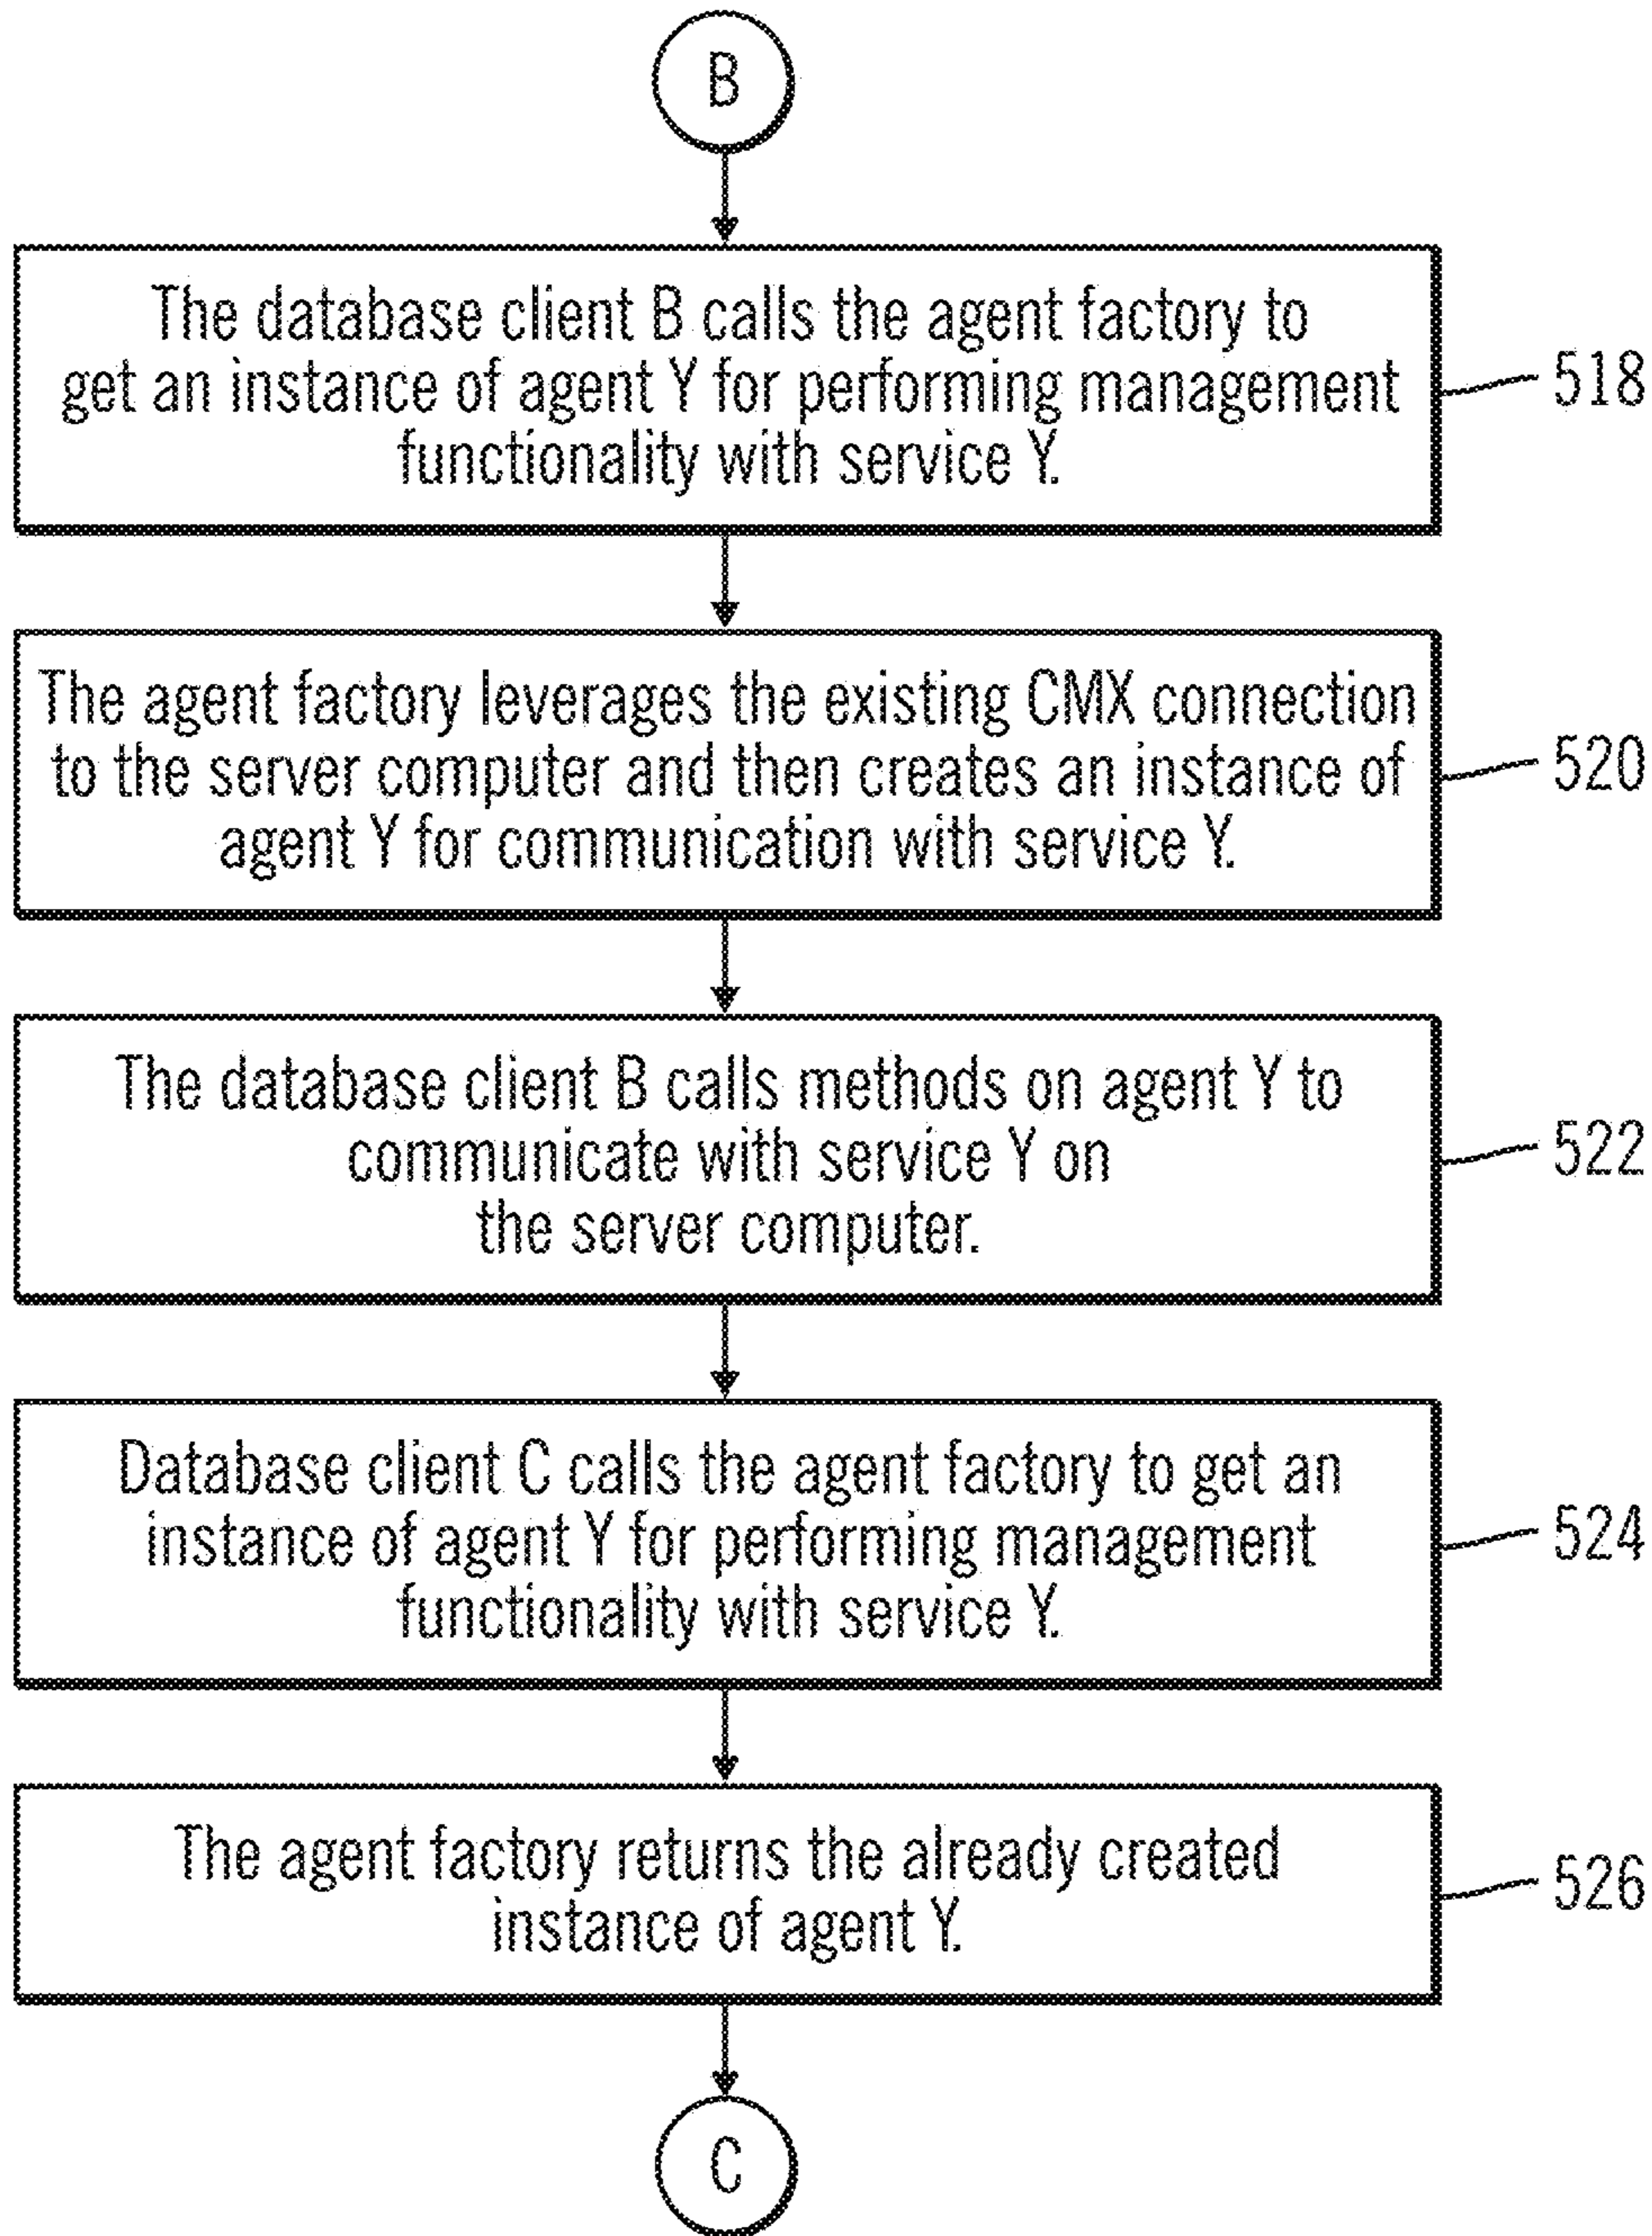 B
The database client B calls the agent factory to
get an instance of agent Y for performing management
functionality with service Y.
518
The agent factory leverages the existing CMX connection
to the server computer and then creates an instance of
agent Y for communication with service Y.
520
The database client B calls methods on agent Y to
communicate with service Y on
the server computer.
522
Database client C calls the agent factory to get an
instance of agent Y for performing management
functionality with service Y.
524
The agent factory returns the already created
instance of agent Y.
526
C